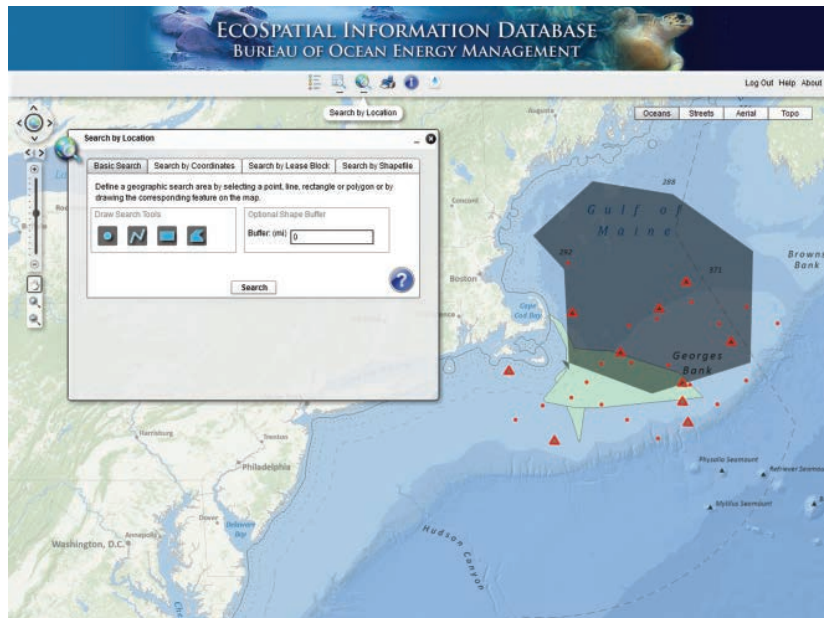 ECOSPATIAL INFORMATION DATABASE
BUREAU OF OCEAN ENERGY MANAGEMENT
Log Out Help About
Search by Location
Oceans Streets Aerial Topo
Augusta
Search by Location
Basic Search Search by Coordinates Search by Lease Block Search by Shapefile
Define a geographic search area by selecting a point, line, rectangle or polygon or by
drawing the corresponding feature on the map.
Draw Search Tools Optional Shape Buffer
Buffer: (mi) 0
Search
Concord
Boston
Cape
Cod Bay
Gulf of
Maine
292
371
Browns
Bank
Georges
Bank
Harrisburg
Trenton
Philadelphia
Dover
Delaware
Bay
Annapolis
Washington, D.C.
Hudson Canyon
Physalia Seamount
Retriever Seamou
Mytilus Seamount